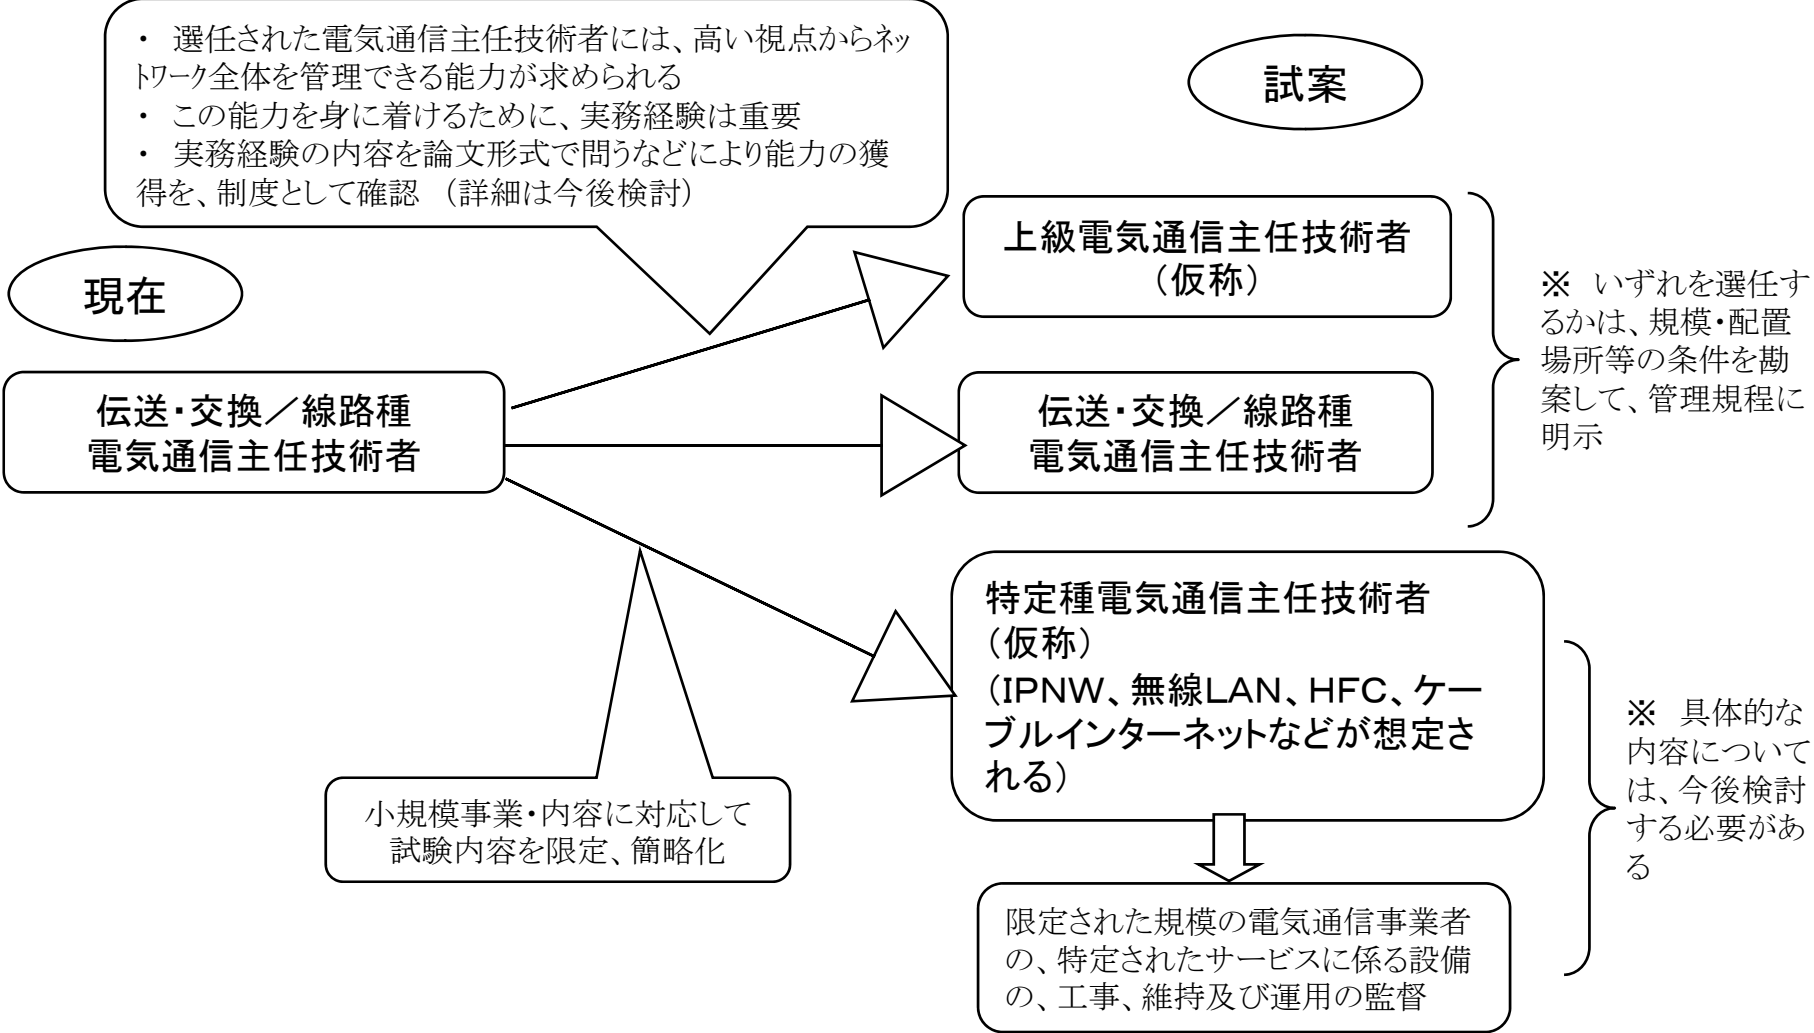 ・ 選任された電気通信主任技術者には、高い視点からネッ
トワーク全体を管理できる能力が求められる
・ この能力を身に着けるために、実務経験は重要
・ 実務経験の内容を論文形式で問うなどにより能力の獲
得を、制度として確認 （詳細は今後検討）
試案
現在
上級電気通信主任技術者
（仮称）
伝送・交換／線路種
電気通信主任技術者
伝送・交換／線路種
電気通信主任技術者
※ いずれを選任す
るかは、規模・配置
場所等の条件を勘
案して、管理規程に
明示
特定種電気通信主任技術者
（仮称）
（ＩＰＮＷ、無線ＬＡＮ、ＨＦＣ、ケー
ブルインターネットなどが想定さ
れる）
小規模事業・内容に対応して
試験内容を限定、簡略化
※ 具体的な
内容について
は、今後検討
する必要があ
る
限定された規模の電気通信事業者
の、特定されたサービスに係る設備
の、工事、維持及び運用の監督